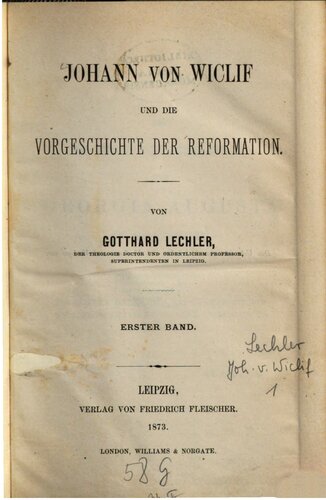 JOHANN VON WICLIF
UND DIE
VORGESCHICHTE DER REFORMATION.
VON
GOTTHARD LECHLER,
DER THEOLOGIE DOCTOR UND ORDENTLICHEM PROFESSOR,
SUPERINTENDENTEN IN LEIPZIG.
ERSTER BAND.
Lechler
Joh. v. Wiclif
1
LEIPZIG,
VERLAG VON FRIEDRICH FLEISCHER.
1873.
LONDON, WILLIAMS & NORGATE.
58 G